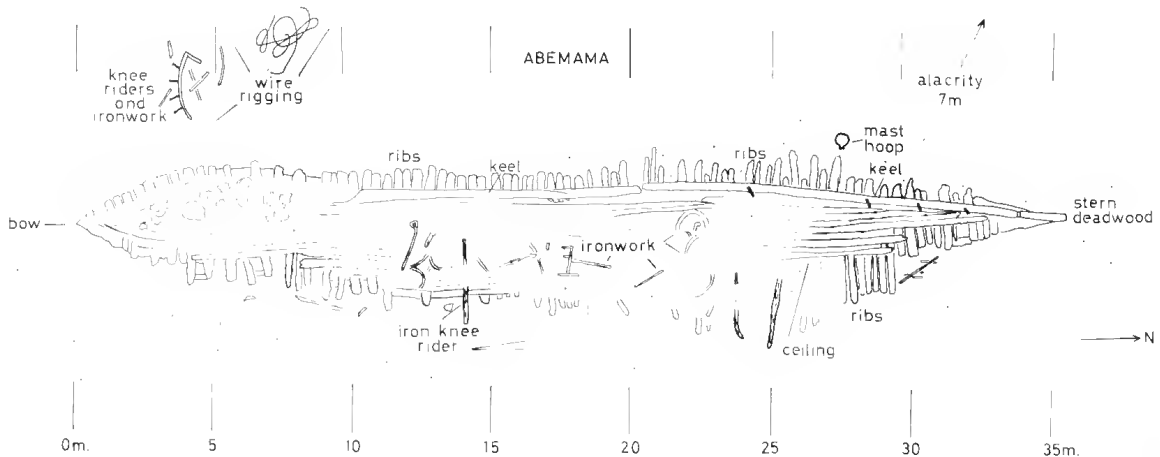 ABEMAMA
knee
riders
and
ironwork
wire
rigging
alacrity
7m
mast
hoop
ribs
keel
ribs
keel
bow
stern
deadwood
ironwork
iron knee
rider
ribs
ceiling
N
0m. 5 10 15 20 25 30 35m.